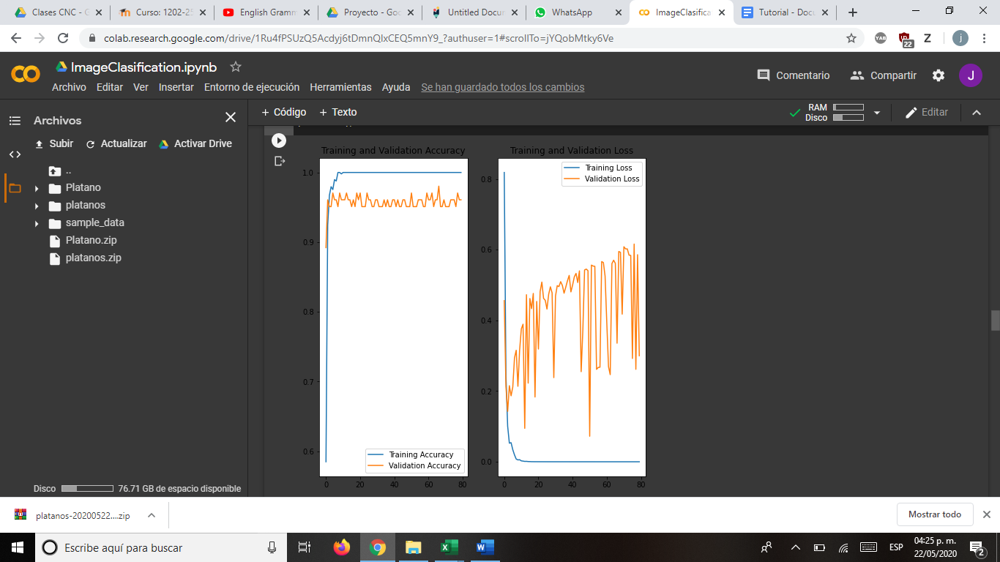 Clases CNC - G
Curso: 1202-25
English Gramm
Proyecto - Goo
Untitled Docum
WhatsApp
ImageClasifica
Tutorial - Docu
colab.research.google.com/drive/1Ru4fPSUzQ5Acdyj6tDmnQlxCEQ5mnY9_?authuser=1#scrollTo=jYQobMtky6Ve
YAB
22
Z
j
CO
ImageClasification.ipynb
Comentario
Compartir
J
Archivo Editar Ver Insertar Entorno de ejecución Herramientas Ayuda Se han guardado todos los cambios
Archivos
+ Código + Texto
RAM
Disco
Editar
Subir Actualizar Activar Drive
..
Platano
platanos
sample_data
Platano.zip
platanos.zip
Disco 76.71 GB de espacio disponible
Training and Validation Accuracy
1.0
0.9
0.8
0.7
0.6
Training Accuracy
Validation Accuracy
0 20 40 60 80
Training and Validation Loss
Training Loss
Validation Loss
0.8
0.6
0.4
0.2
0.0
0 20 40 60 80
platanos-20200522....zip
Mostrar todo
Escribe aquí para buscar
ESP
04:25 p. m.
22/05/2020
2